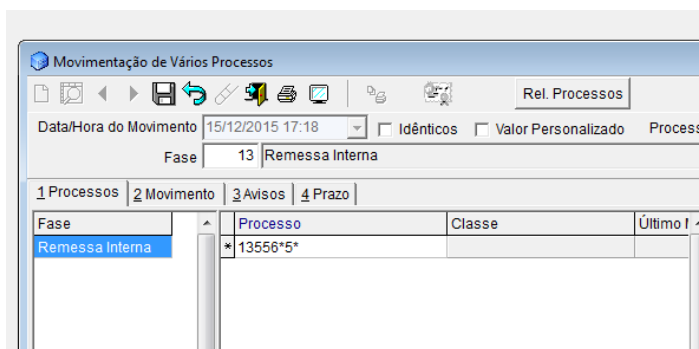 Movimentação de Vários Processos
Rel. Processos
Data/Hora do Movimento 15/12/2015 17:18 Idênticos Valor Personalizado
Fase 13 Remessa Interna
1 Processos 2 Movimento 3 Avisos 4 Prazo
Fase Processo Classe Último
Remessa Interna * 13556*5*